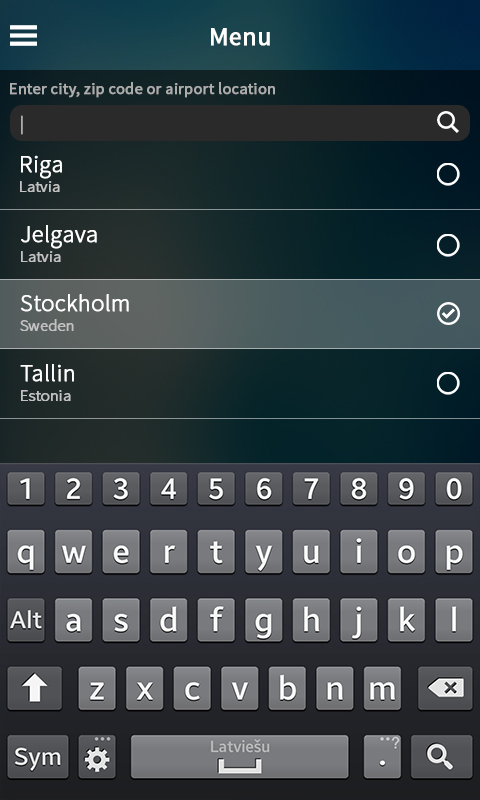 Menu
Enter city, zip code or airport location
Riga
Latvia
Jelgava
Latvia
Stockholm
Sweden
Tallin
Estonia
1 2 3 4 5 6 7 8 9 0
q w e r t y u i o p
Alt a s d f g h j k l
z x c v b n m
Sym Latviešu . ...?